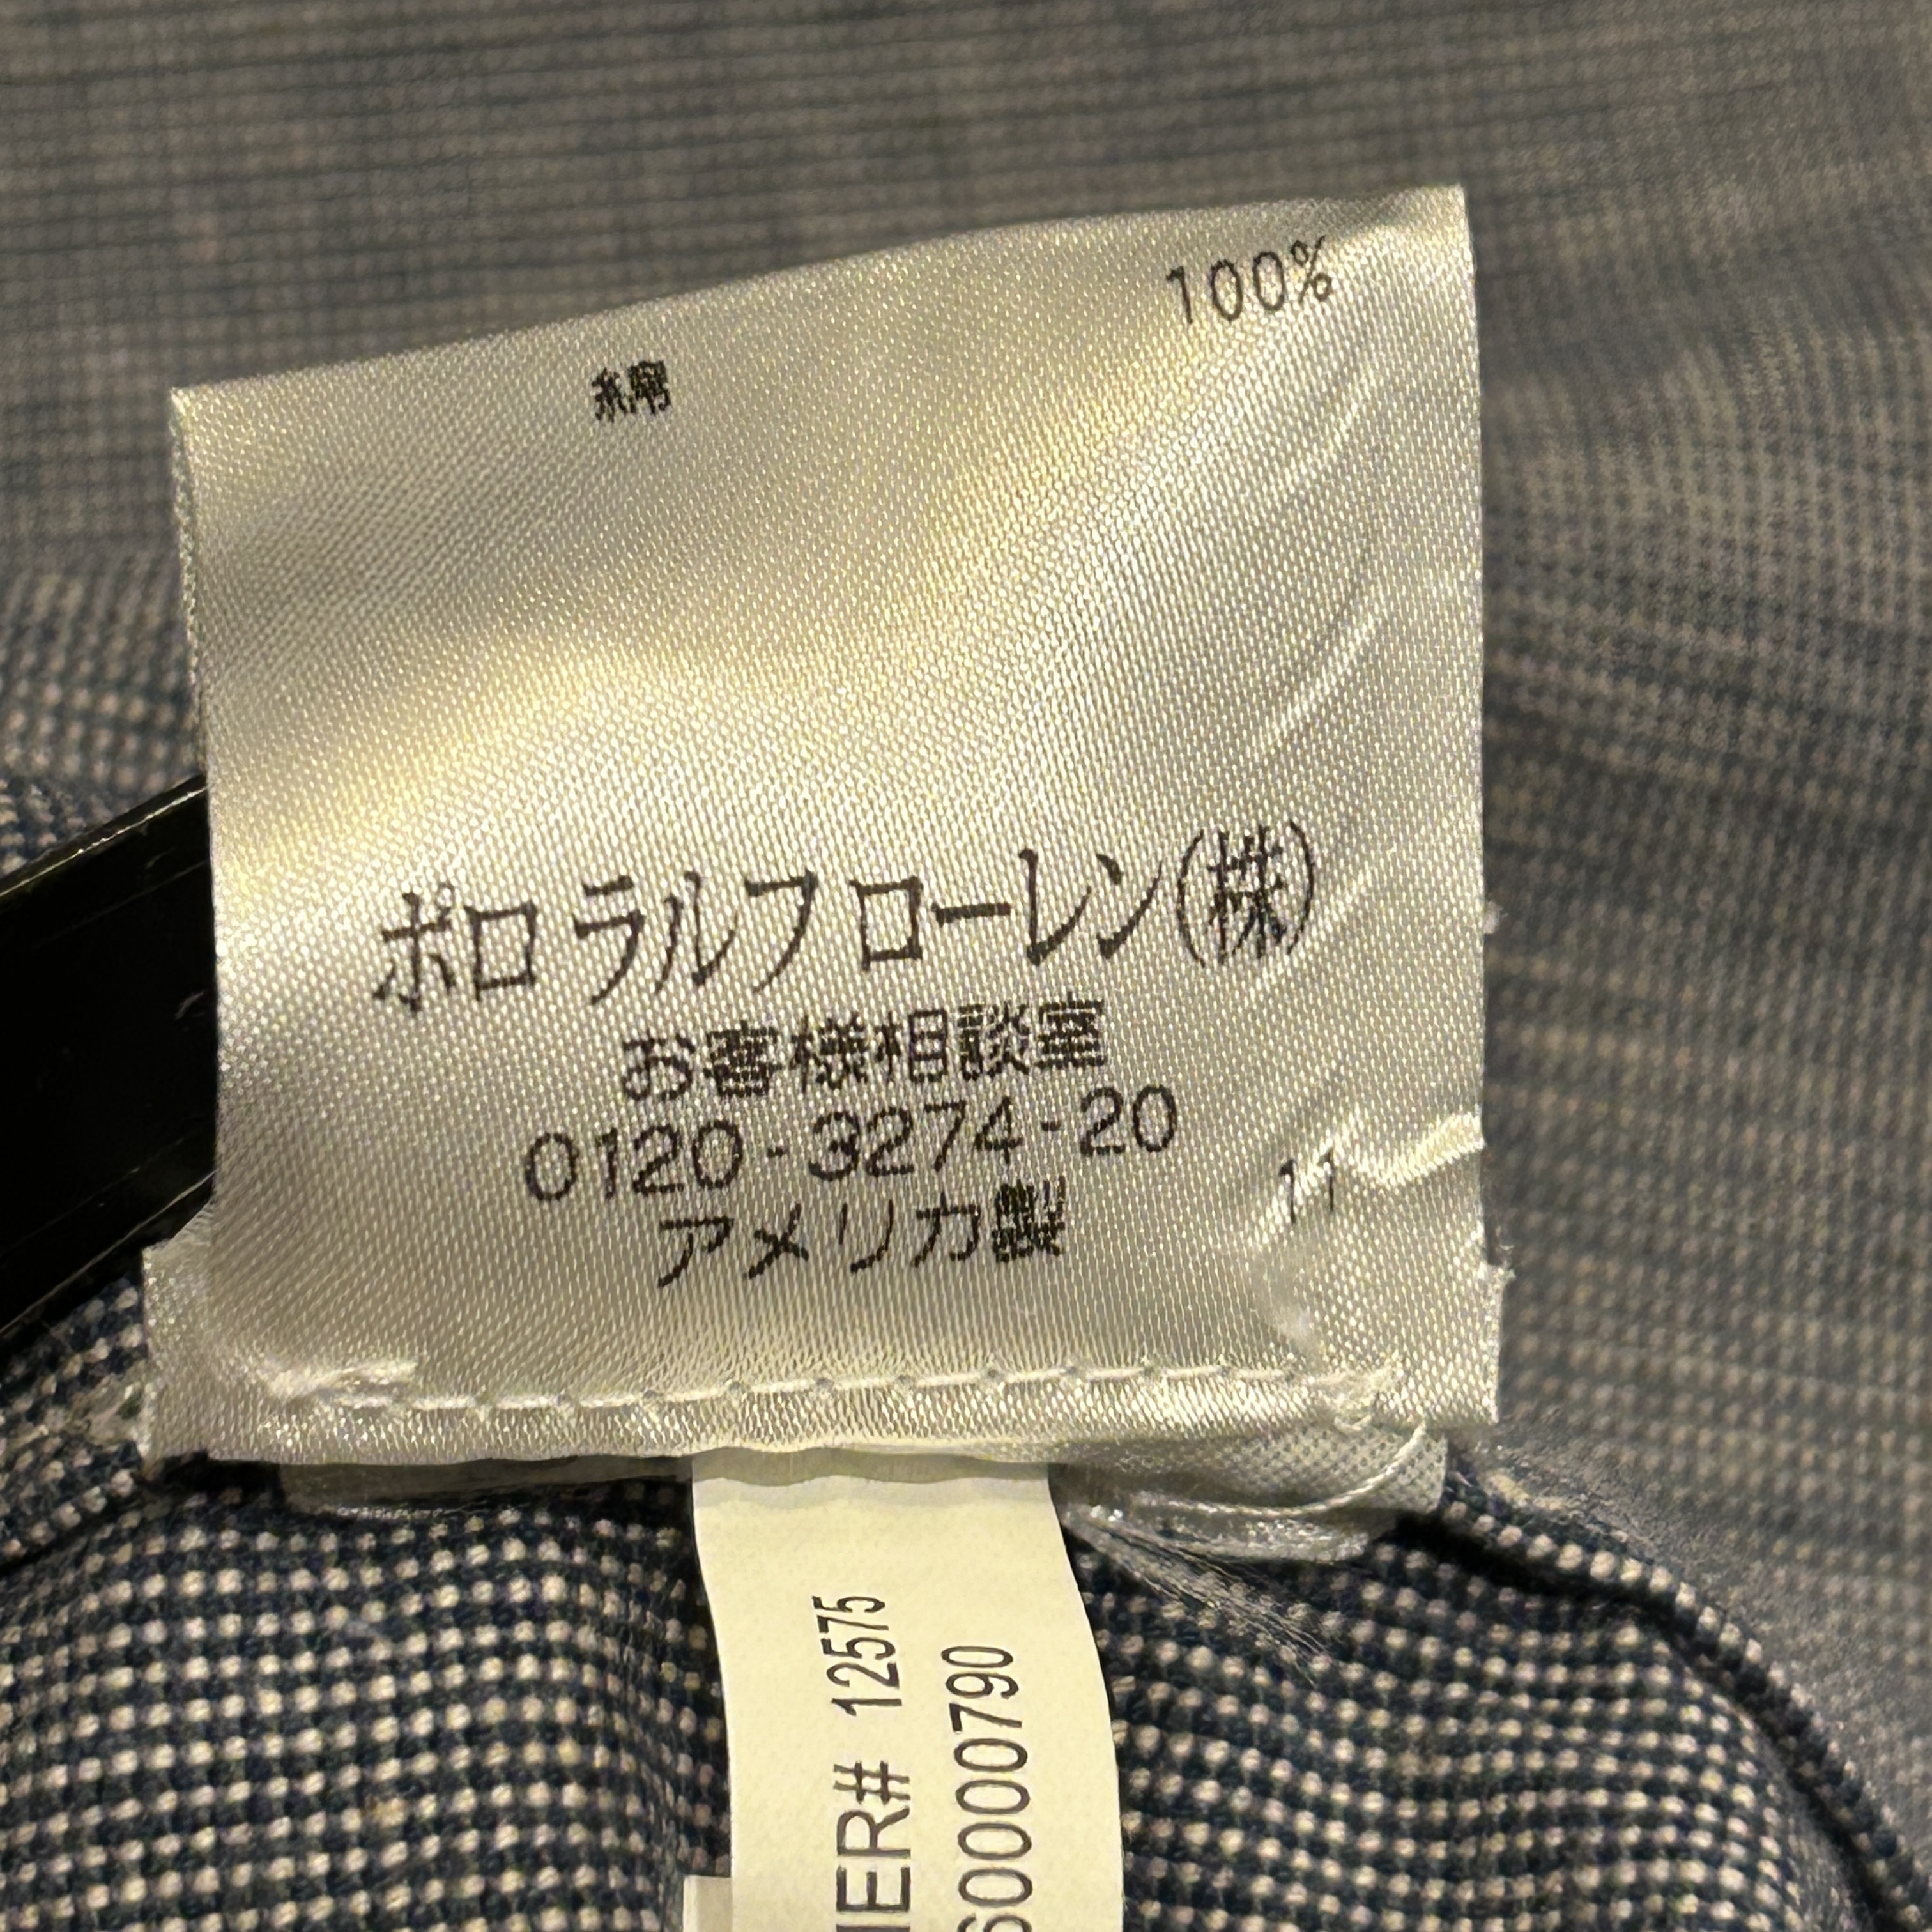 綿 100%
ポロ ラルフ ローレン(株)
お客様相談室
0120-3274-20
11
アメリカ製
12575
0000790